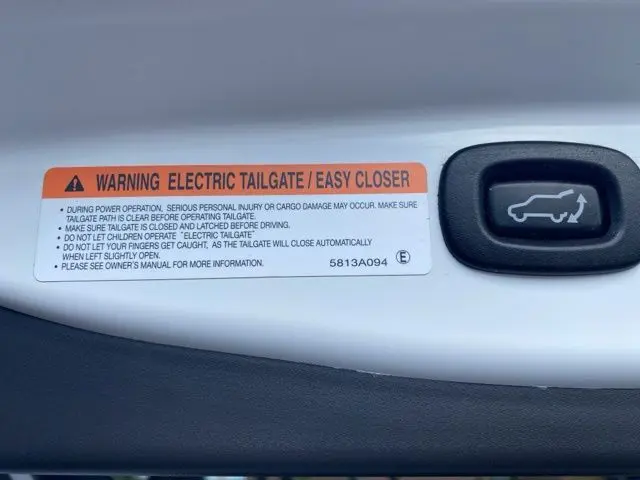 WARNING ELECTRIC TAILGATE / EASY CLOSER
• DURING POWER OPERATION, SERIOUS PERSONAL INJURY OR CARGO DAMAGE MAY OCCUR. MAKE SURE
TAILGATE PATH IS CLEAR BEFORE OPERATING TAILGATE.
• MAKE SURE TAILGATE IS CLOSED AND LATCHED BEFORE DRIVING.
• DO NOT LET CHILDREN OPERATE "ELECTRIC TAILGATE"
• DO NOT LET YOUR FINGERS GET CAUGHT, AS THE TAILGATE WILL CLOSE AUTOMATICALLY
WHEN LEFT SLIGHTLY OPEN.
• PLEASE SEE OWNER'S MANUAL FOR MORE INFORMATION. 5813A094 E